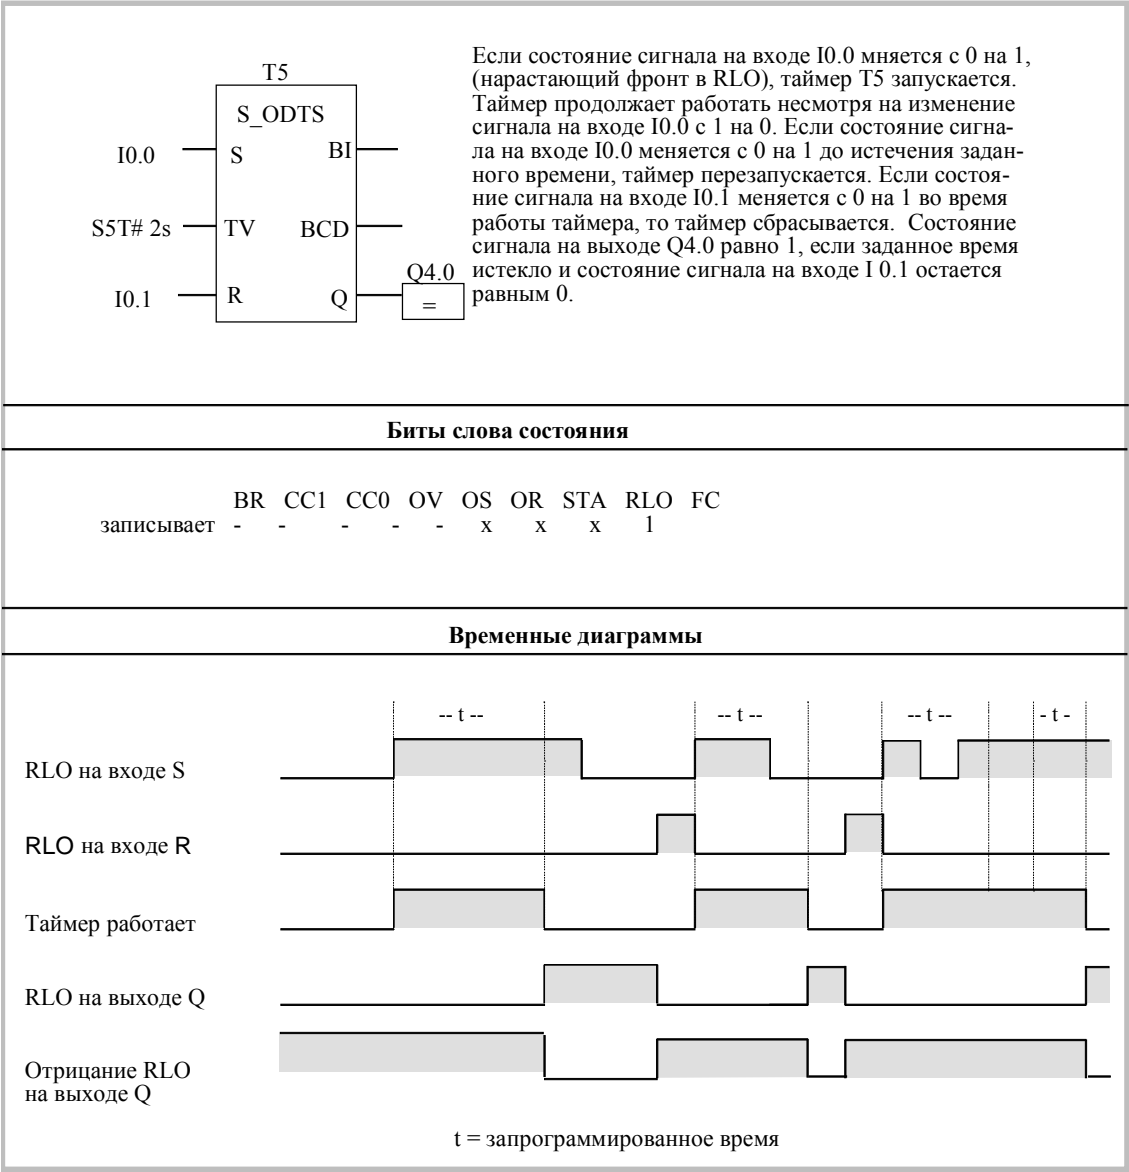 T5
S_ODTS
I0.0
S
BI
S5T# 2s
TV
BCD
I0.1
R
Q
Q4.0
=
Если состояние сигнала на входе I0.0 мняется с 0 на 1,
(нарастающий фронт в RLO), таймер T5 запускается.
Таймер продолжает работать несмотря на изменение
сигнала на входе I0.0 с 1 на 0. Если состояние сигна-
ла на входе I0.0 меняется с 0 на 1 до истечения задан-
ного времени, таймер перезапускается. Если состоя-
ние сигнала на входе I0.1 меняется с 0 на 1 во время
работы таймера, то таймер сбрасывается. Состояние
сигнала на выходе Q4.0 равно 1, если заданное время
истекло и состояние сигнала на входе I 0.1 остается
равным 0.
Биты слова состояния
BR CC1 CC0 OV OS OR STA RLO FC
записывает - - - - - x x x 1
Временные диаграммы
-- t -- -- t -- -- t -- - t -
RLO на входе S
RLO на входе R
Таймер работает
RLO на выходе Q
Отрицание RLO
на выходе Q
t = запрограммированное время